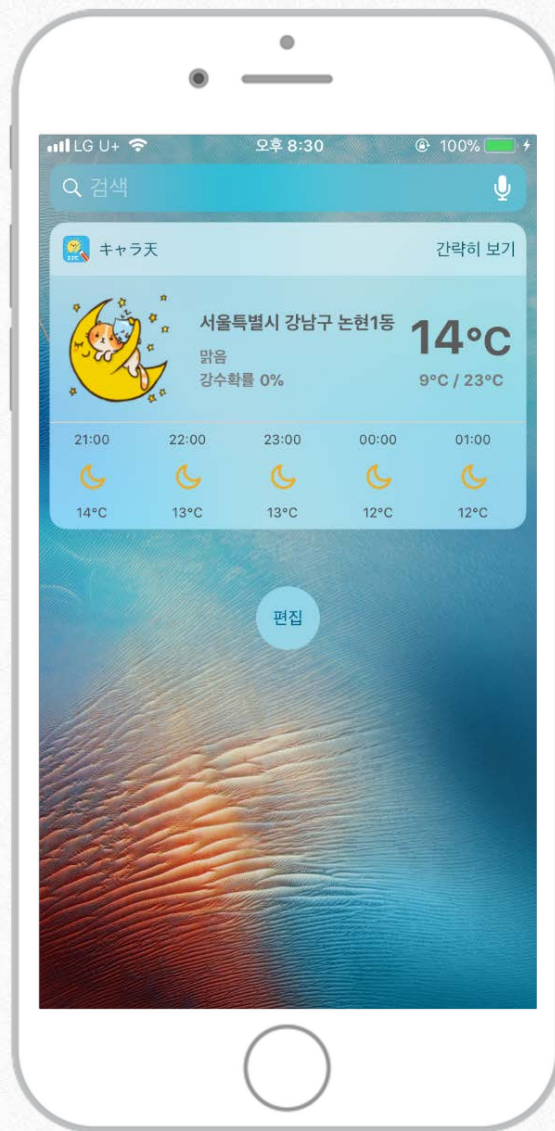 LG U+ 오후 8:30 100%
검색
キャラ天 간략히 보기
서울특별시 강남구 논현1동
맑음
강수확률 0%
14°C
9°C / 23°C
21:00 22:00 23:00 00:00 01:00
14°C 13°C 13°C 12°C 12°C
편집